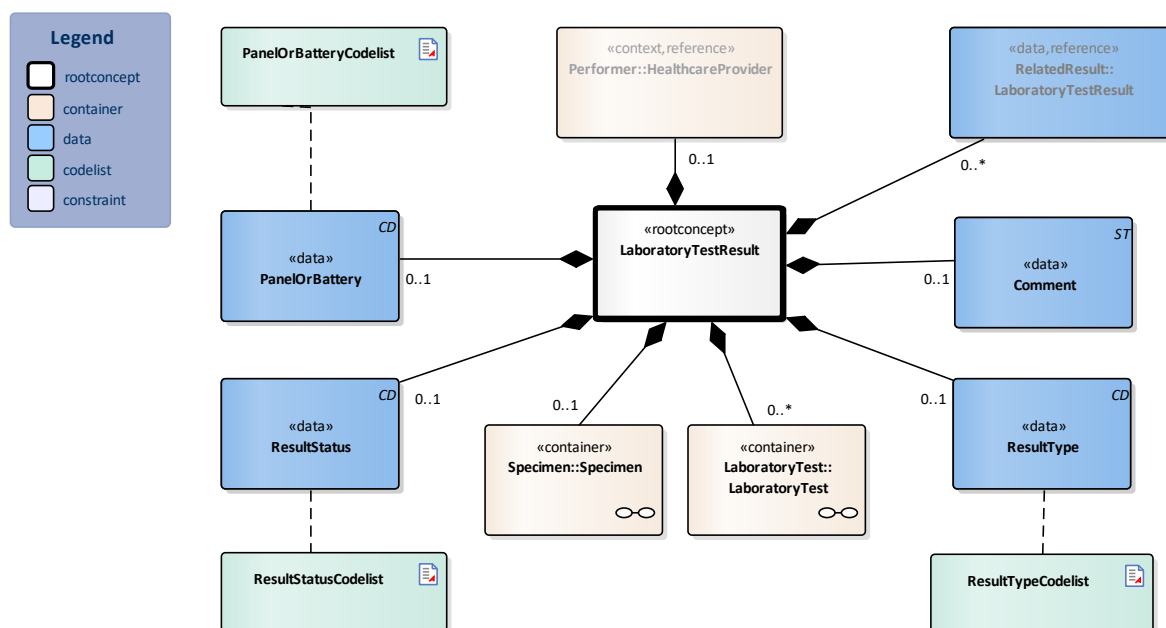 Legend
rootconcept
container
data
codelist
constraint
PanelOrBatteryCodelist
«context,reference»
Performer::HealthcareProvider
«data,reference»
RelatedResult::
LaboratoryTestResult
0..1
0..*
CD
«data»
PanelOrBattery
0..1
«rootconcept»
LaboratoryTestResult
ST
«data»
Comment
0..1
CD
«data»
ResultStatus
0..1
0..1
0..*
0..1
CD
«data»
ResultType
«container»
Specimen::Specimen
«container»
LaboratoryTest::
LaboratoryTest
ResultStatusCodelist
ResultTypeCodelist